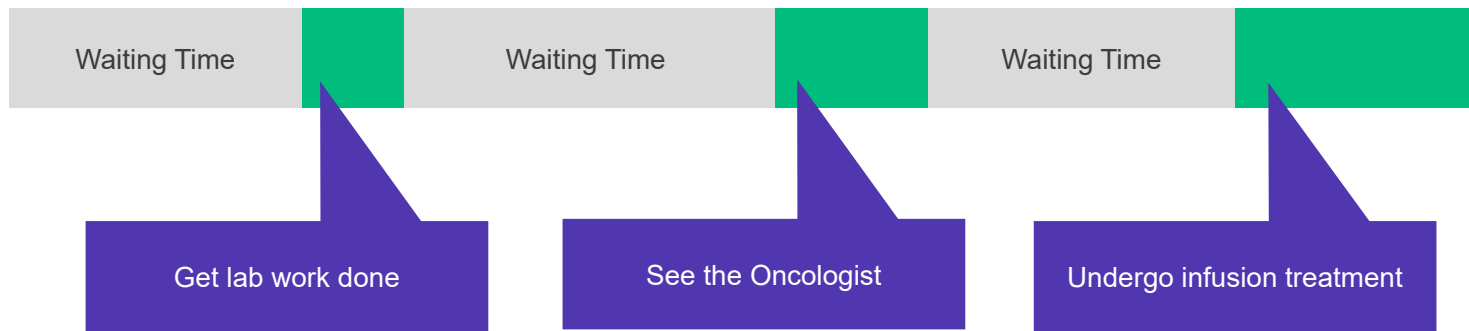 Waiting Time
Waiting Time
Waiting Time
Get lab work done
See the Oncologist
Undergo infusion treatment